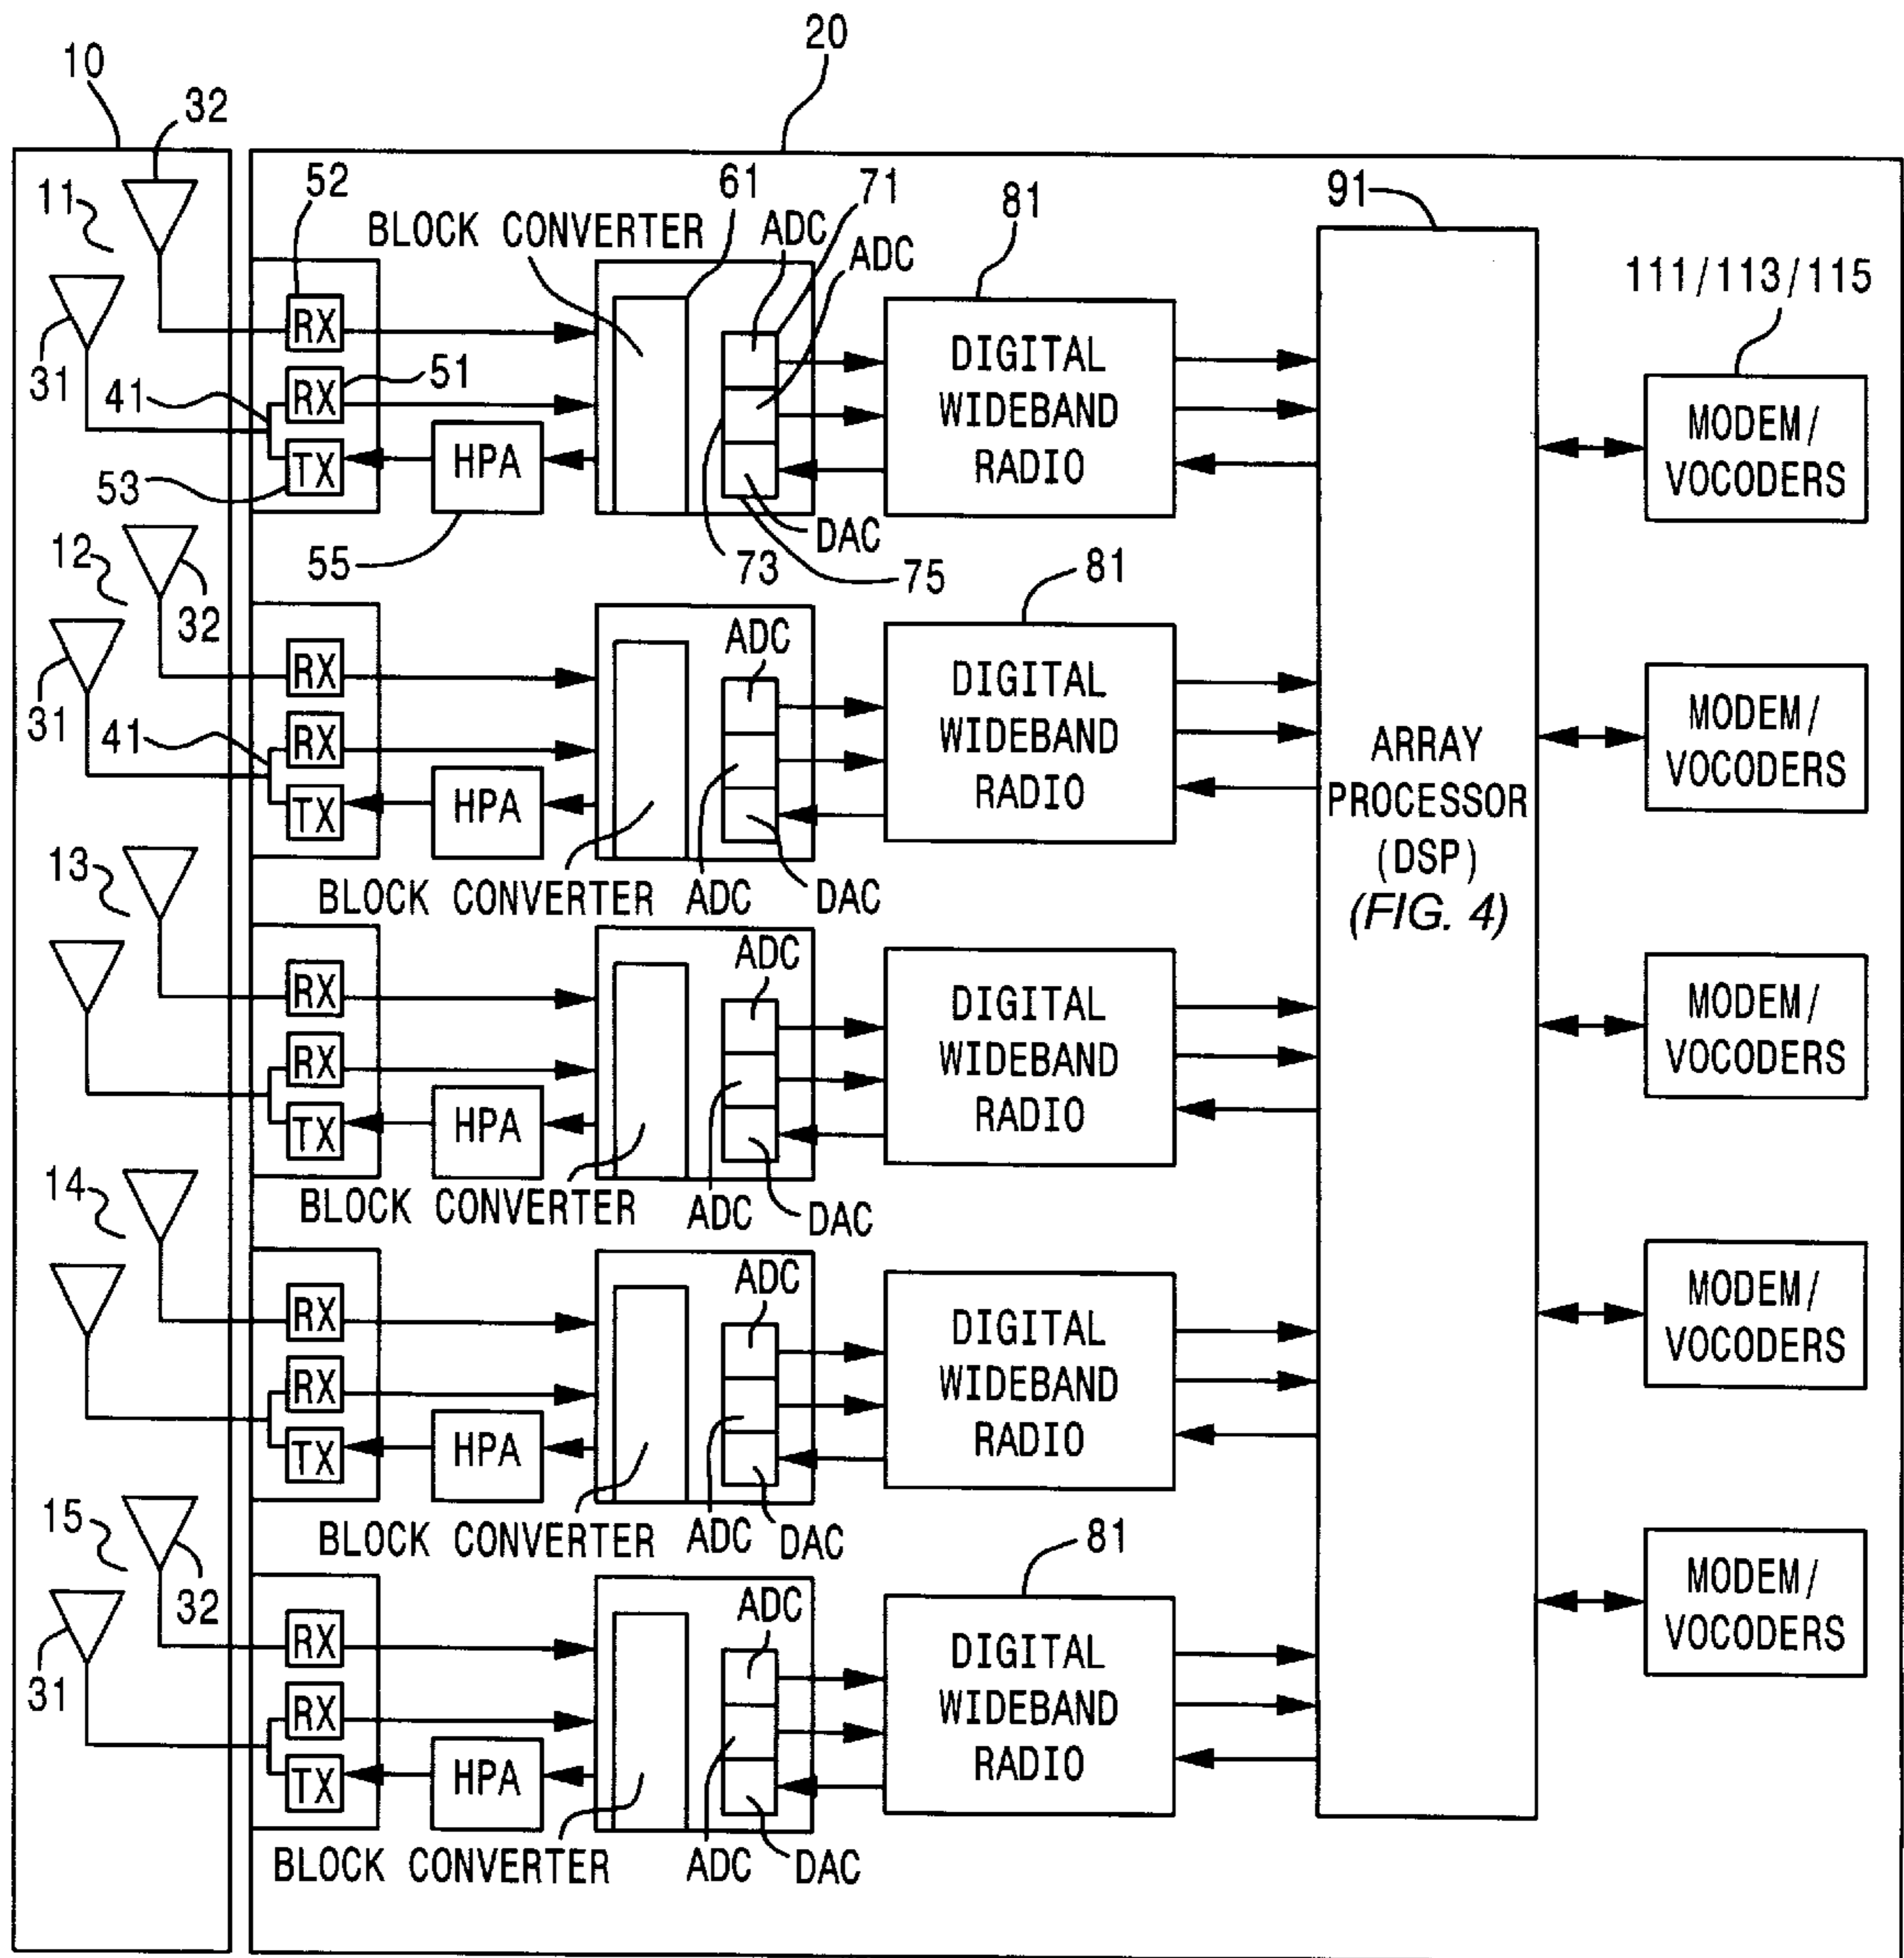 20
10
32
11
52
61
71
91
BLOCK CONVERTER
ADC
ADC
81
111/113/115
31
41
RX
RX
51
TX
53
HPA
55
DIGITAL
WIDEBAND
RADIO
MODEM/
VOCODERS
DAC
73
75
12
32
31
41
RX
RX
TX
HPA
ADC
81
DIGITAL
WIDEBAND
RADIO
MODEM/
VOCODERS
BLOCK CONVERTER
ADC
DAC
ARRAY
PROCESSOR
(DSP)
(FIG. 4)
13
RX
RX
TX
HPA
ADC
DIGITAL
WIDEBAND
RADIO
MODEM/
VOCODERS
BLOCK CONVERTER
ADC
DAC
14
RX
RX
TX
HPA
ADC
DIGITAL
WIDEBAND
RADIO
MODEM/
VOCODERS
BLOCK CONVERTER
ADC
DAC
15
32
31
RX
RX
TX
HPA
ADC
81
DIGITAL
WIDEBAND
RADIO
MODEM/
VOCODERS
BLOCK CONVERTER
ADC
DAC